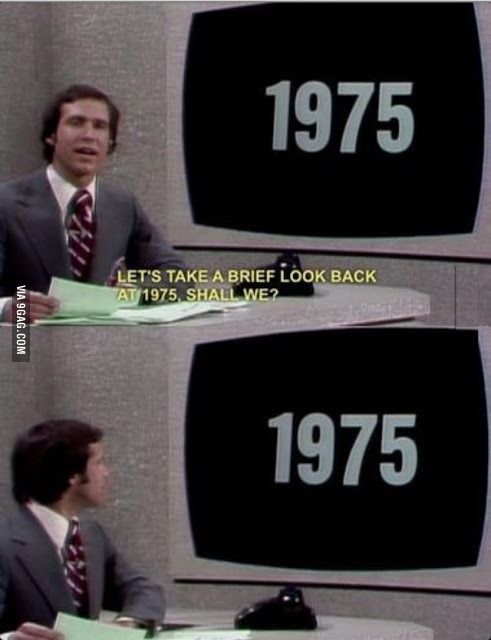 1975
LET'S TAKE A BRIEF LOOK BACK
AT 1975, SHALL WE?
VIA 9GAG.COM
1975